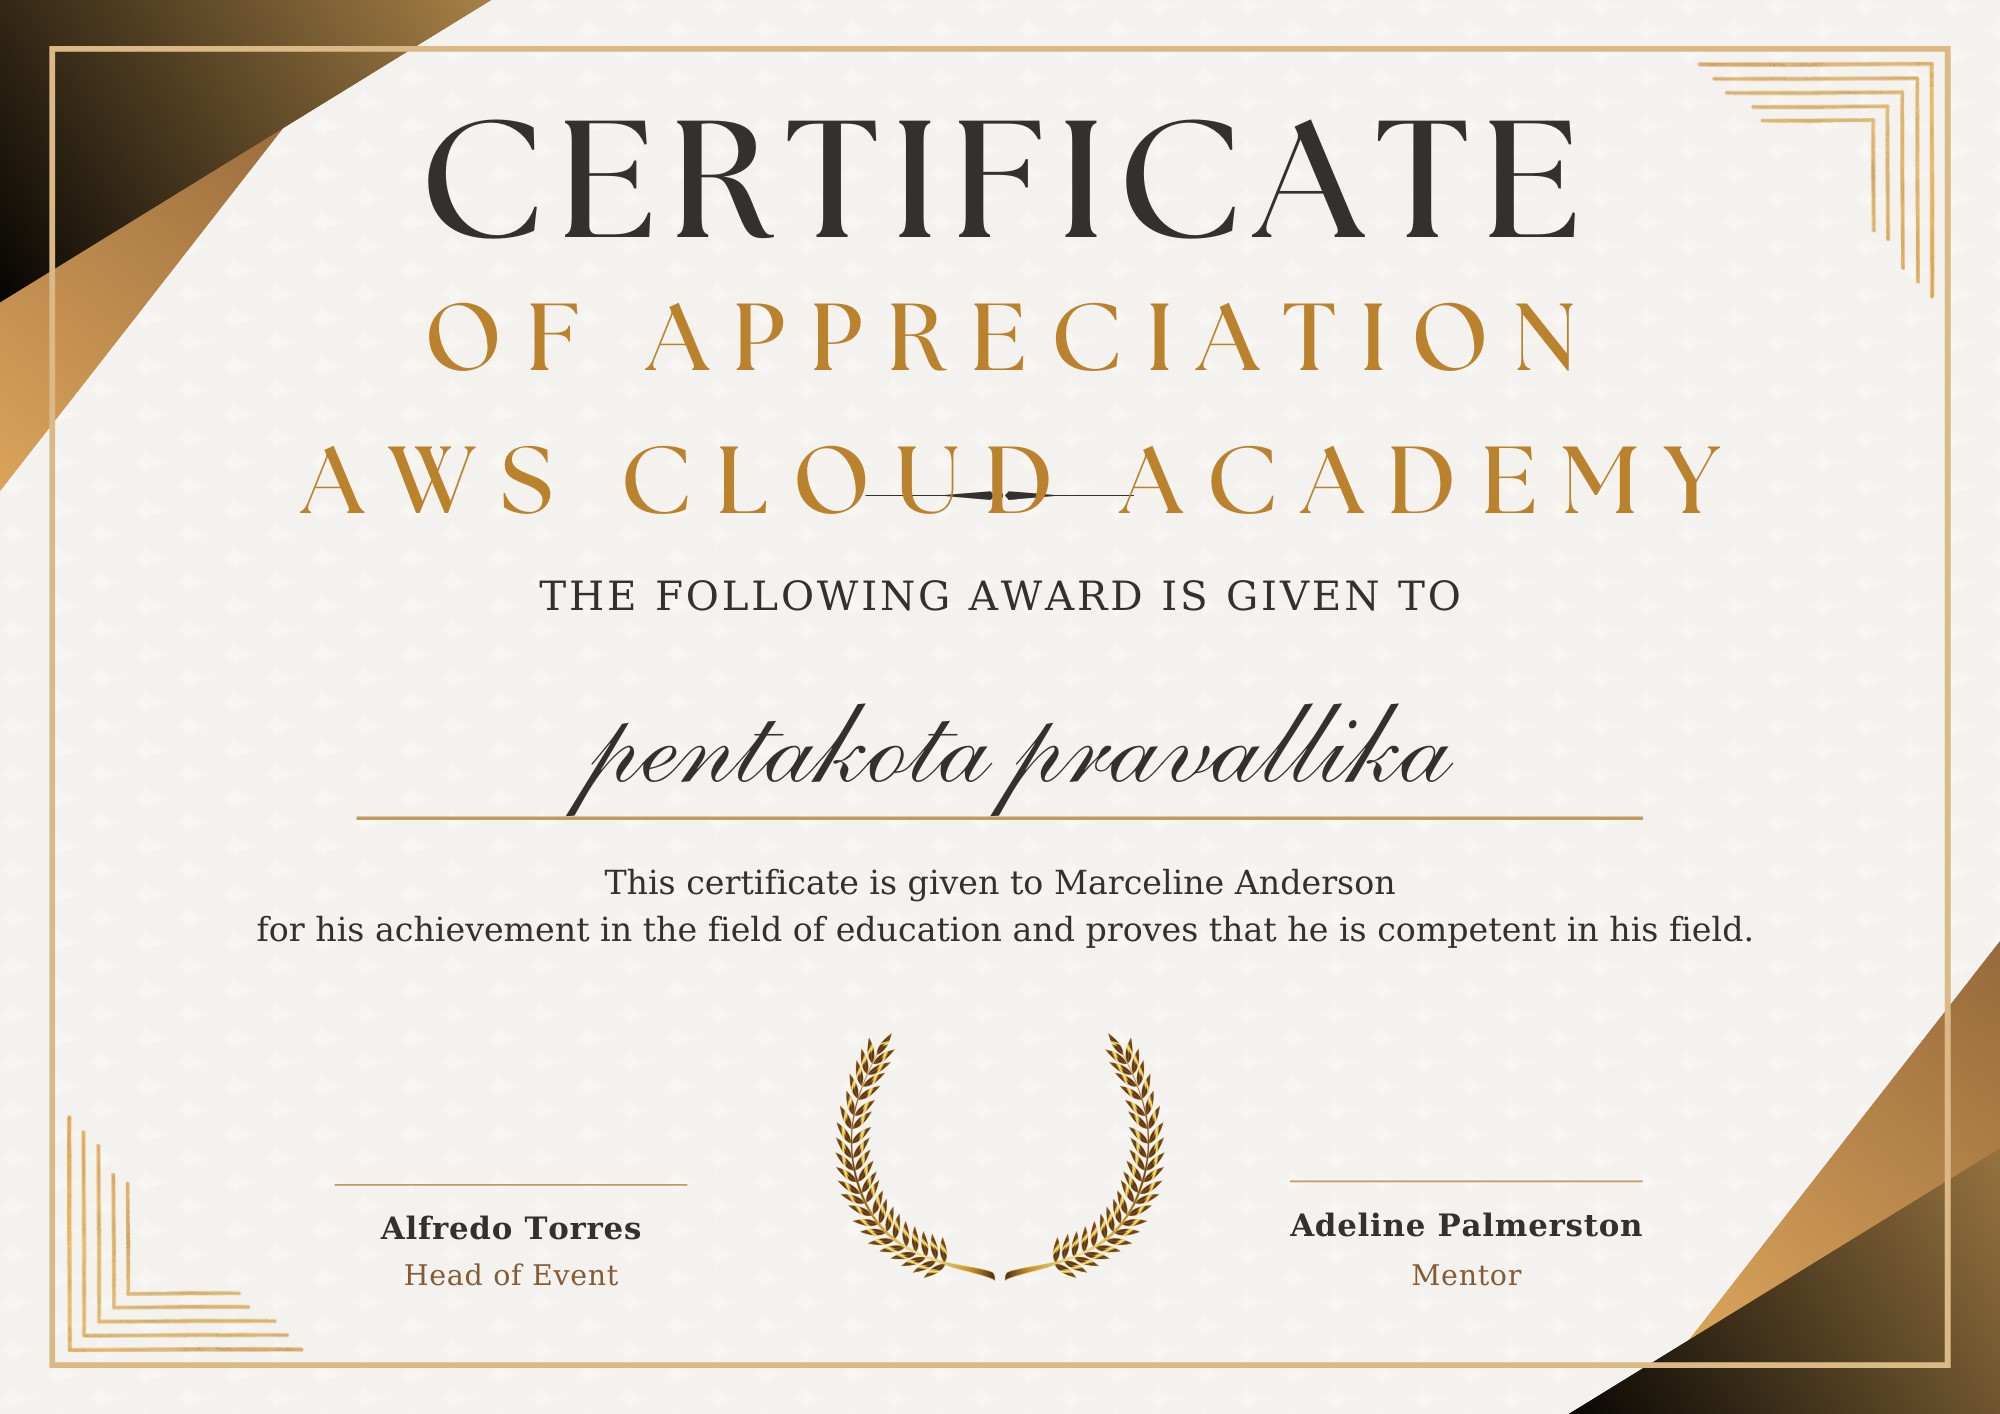 CERTIFICATE
OF APPRECIATION
AWS CLOUD ACADEMY
THE FOLLOWING AWARD IS GIVEN TO
pentakota pravallika
This certificate is given to Marceline Anderson
for his achievement in the field of education and proves that he is competent in his field.
Alfredo Torres
Head of Event
Adeline Palmerston
Mentor